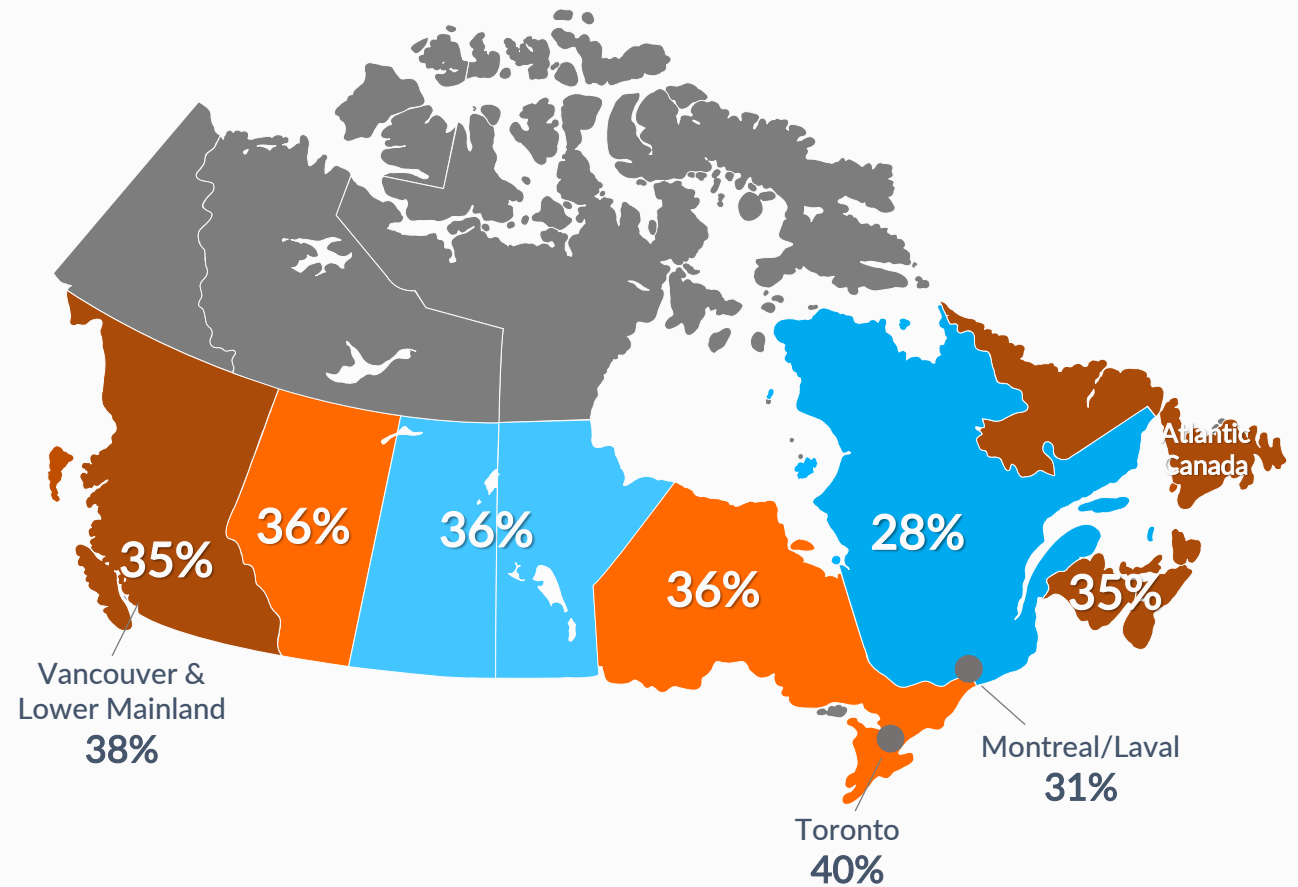 Atlantic
Canada
36%
36%
28%
35%
36%
35%
Vancouver &
Lower Mainland
38%
Montreal/Laval
31%
Toronto
40%